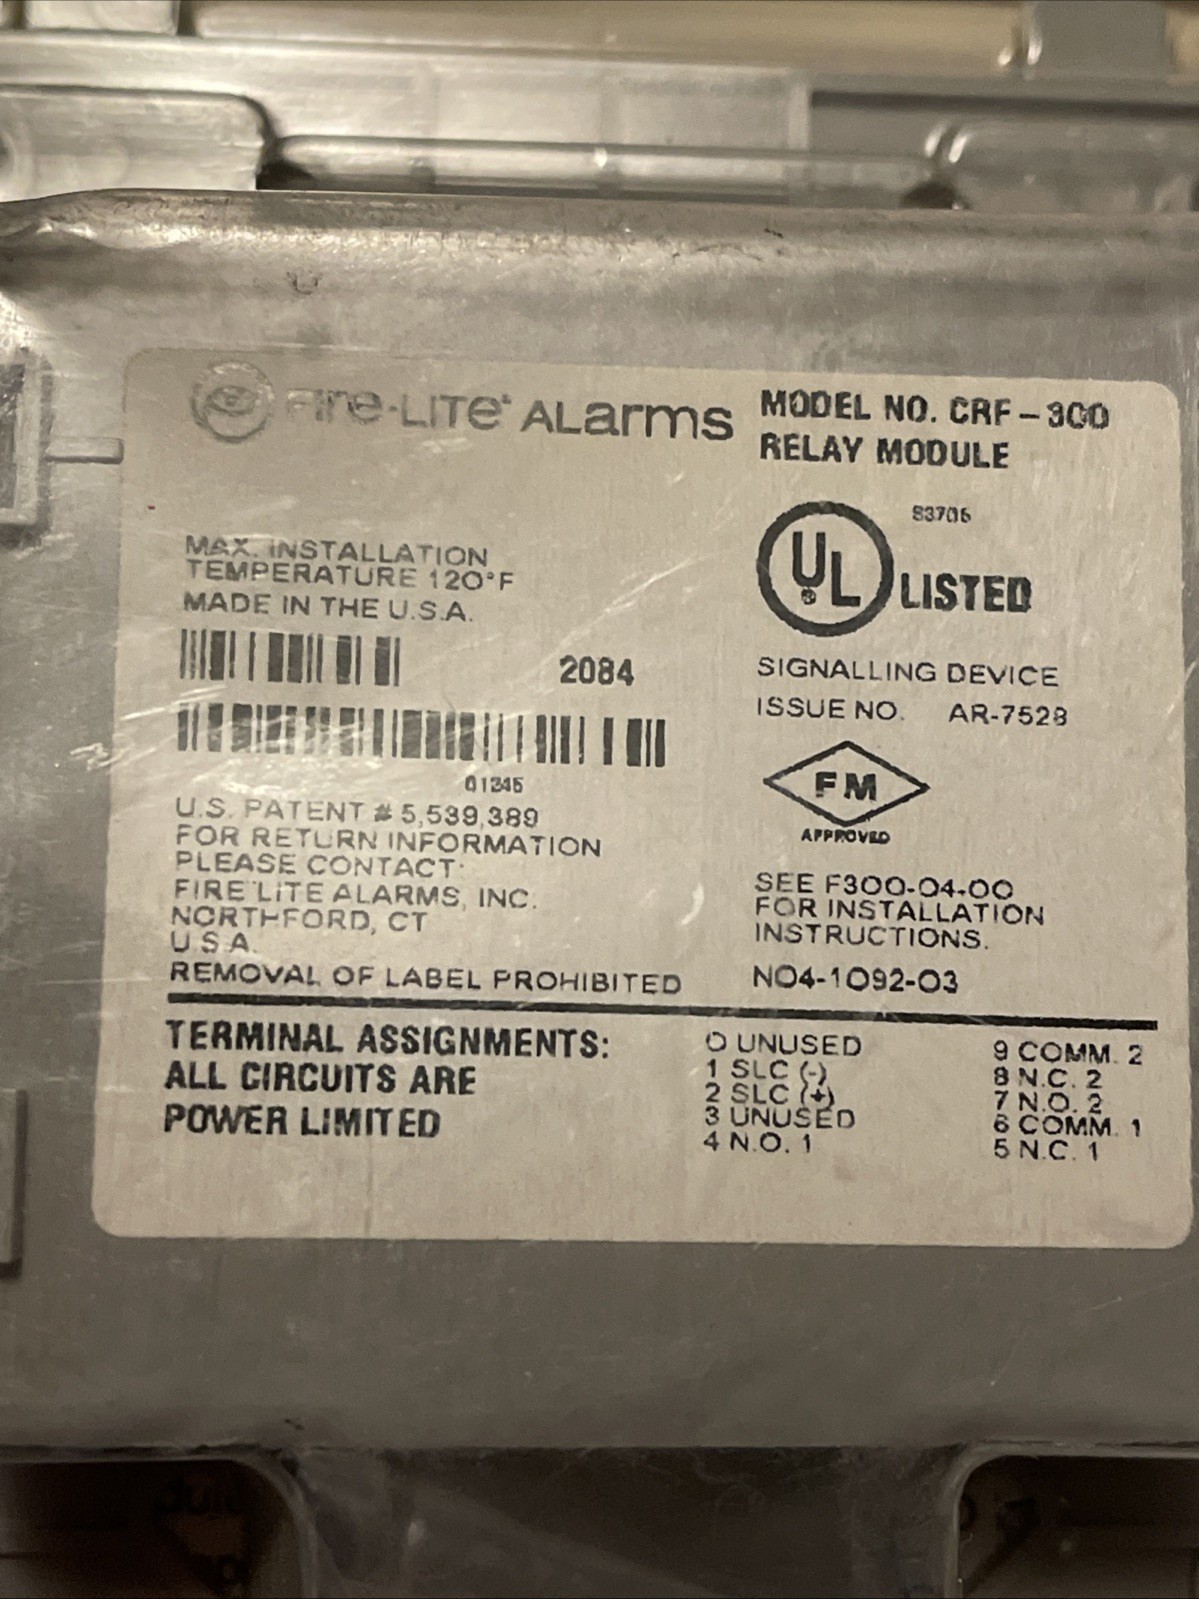 Fire-Lite® Alarms
MODEL NO. CRF-300
RELAY MODULE
S3705
UL® LISTED
MAX. INSTALLATION
TEMPERATURE 120°F
MADE IN THE U.S.A.
2084
01345
SIGNALLING DEVICE
ISSUE NO. AR-7528
FM
APPROVED
U.S. PATENT # 5,539,389
FOR RETURN INFORMATION
PLEASE CONTACT:
FIRE LITE ALARMS, INC.
NORTHFORD, CT
U.S.A.
REMOVAL OF LABEL PROHIBITED
SEE F300-04-00
FOR INSTALLATION
INSTRUCTIONS.
N04-1092-03
TERMINAL ASSIGNMENTS:
ALL CIRCUITS ARE
POWER LIMITED
0 UNUSED
1 SLC (-)
2 SLC (+)
3 UNUSED
4 N.O. 1
9 COMM. 2
8 N.C. 2
7 N.O. 2
6 COMM. 1
5 N.C. 1